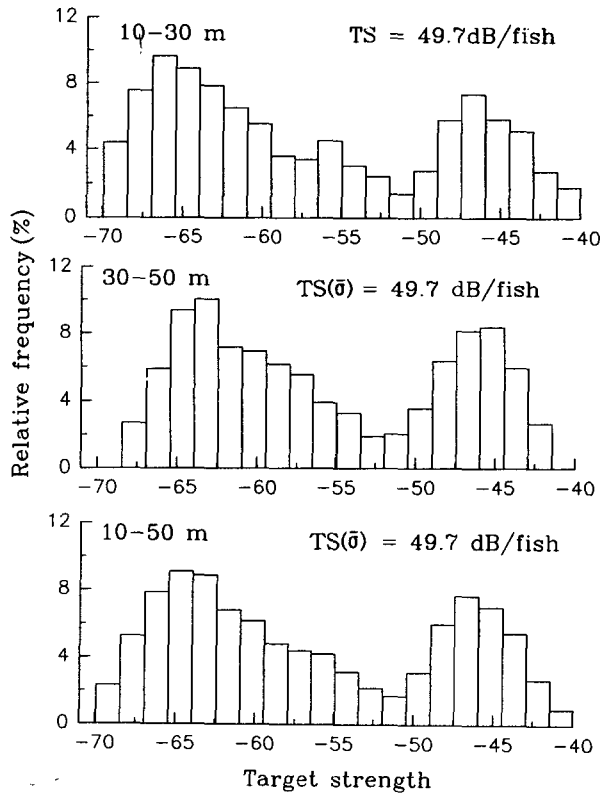 12
10-30 m TS = 49.7dB/fish
8
4
0
-70 -65 -60 -55 -50 -45 -40
Relative frequency (%)
12
30-50 m TS(σ̄) = 49.7 dB/fish
8
4
0
-70 -65 -60 -55 -50 -45 -40
12
10-50 m TS(σ̄) = 49.7 dB/fish
8
4
0
-70 -65 -60 -55 -50 -45 -40
Target strength